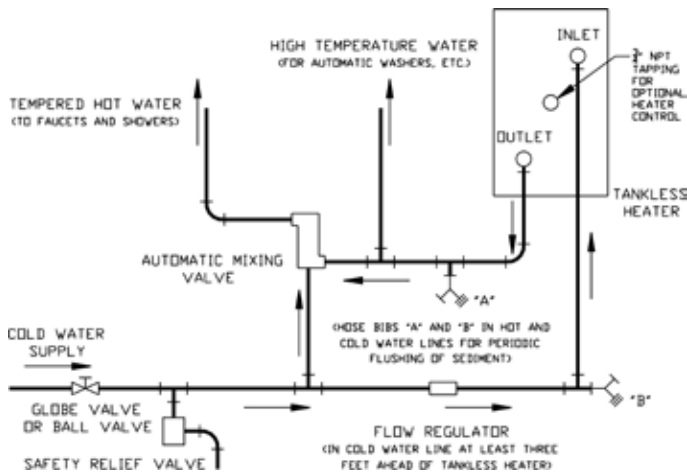 HIGH TEMPERATURE WATER
(FOR AUTOMATIC WASHERS, ETC.)
INLET
3/4" NPT
TAPPING
FOR
OPTIONAL
HEATER
CONTROL
TEMPERED HOT WATER
(TO FAUCETS AND SHOWERS)
OUTLET
TANKLESS
HEATER
AUTOMATIC MIXING
VALVE
"A"
(HOSE BIBS "A" AND "B" IN HOT AND
COLD WATER LINES FOR PERIODIC
FLUSHING OF SEDIMENT)
COLD WATER
SUPPLY
"B"
GLOBE VALVE
OR BALL VALVE
FLOW REGULATOR
(IN COLD WATER LINE AT LEAST THREE
FEET AHEAD OF TANKLESS HEATER)
SAFETY RELIEF VALVE